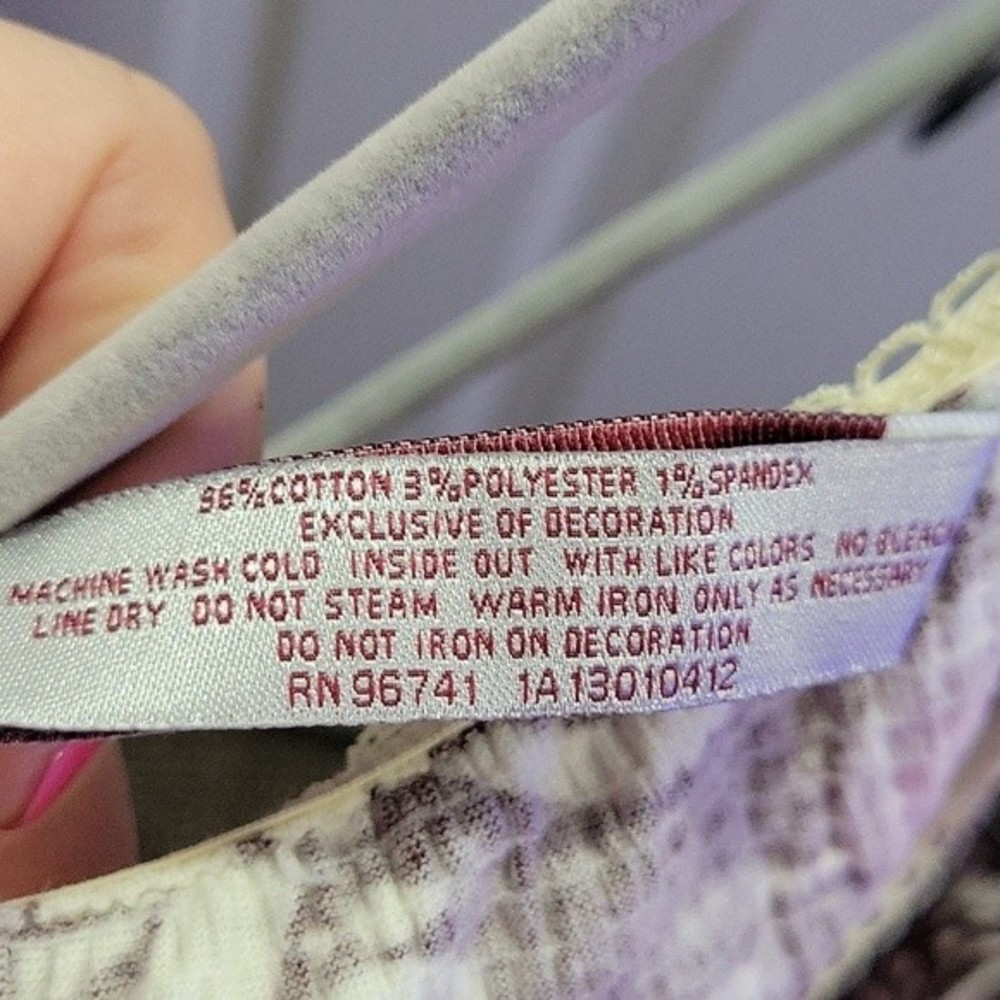 96%COTTON 3%POLYESTER 1%SPANDEX
EXCLUSIVE OF DECORATION
MACHINE WASH COLD INSIDE OUT WITH LIKE COLORS NO BLEACH
LINE DRY DO NOT STEAM WARM IRON ONLY AS NECESSARY
DO NOT IRON ON DECORATION
RN 96741 1A13010412